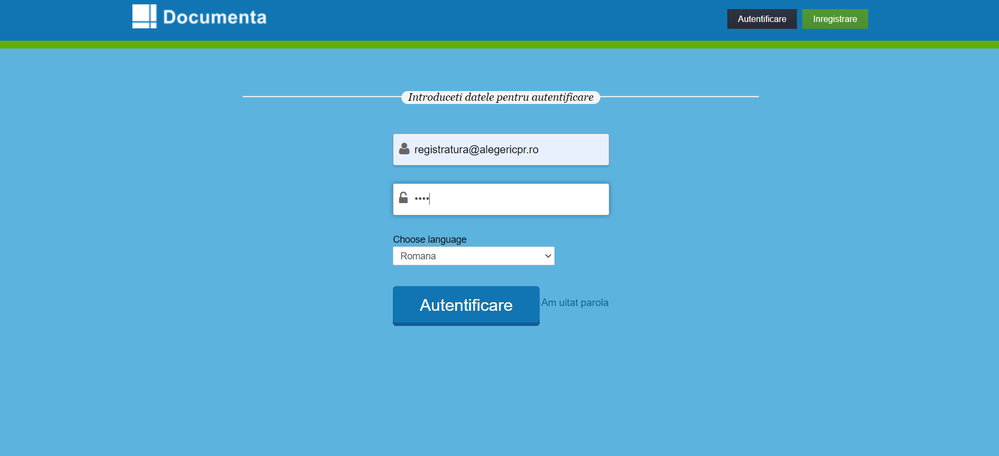 Documenta
Autentificare
Inregistrare
Introduceti datele pentru autentificare
registratura@alegericpr.ro
••••
Choose language
Romana
Autentificare
Am uitat parola